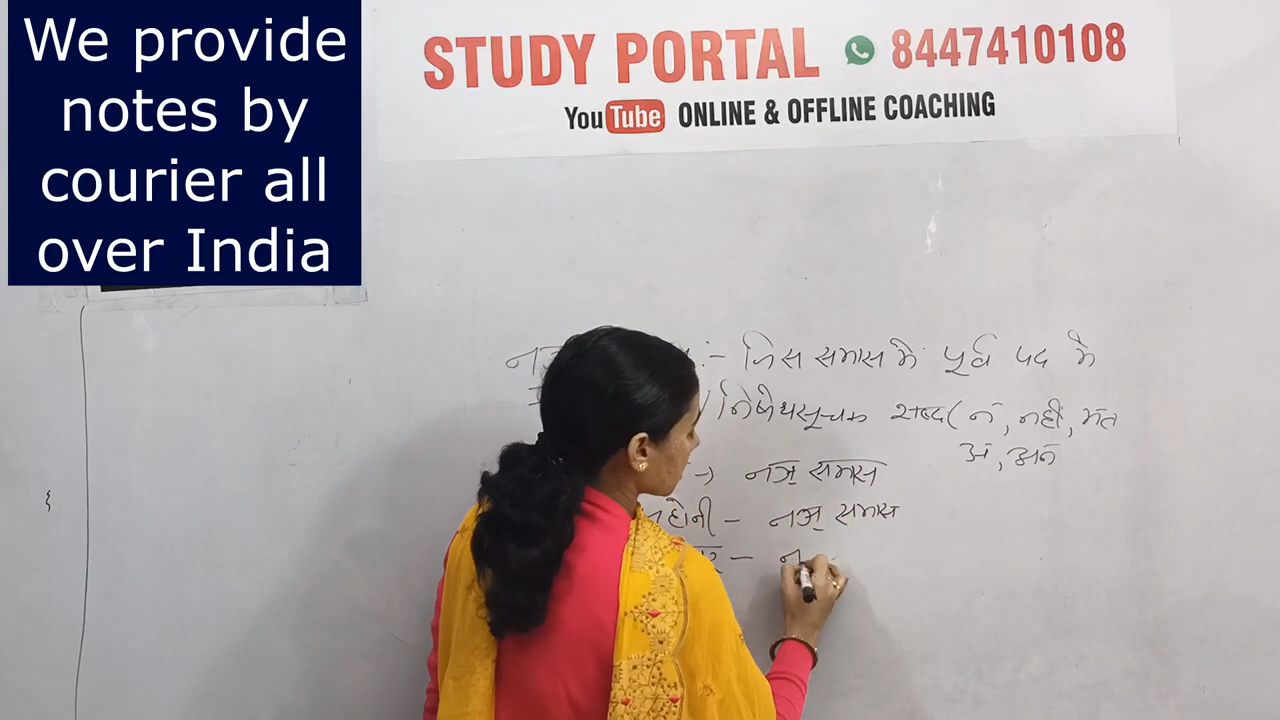 We provide
notes by
courier all
over India
STUDY PORTAL 8447410108
YouTube ONLINE & OFFLINE COACHING
:- जिस समास में पूर्व पद में
निषेधसूचक शब्द ( न, नहीं, मत
अ, अन
→ नञ् समास
नहोनी - नञ् समास
- न